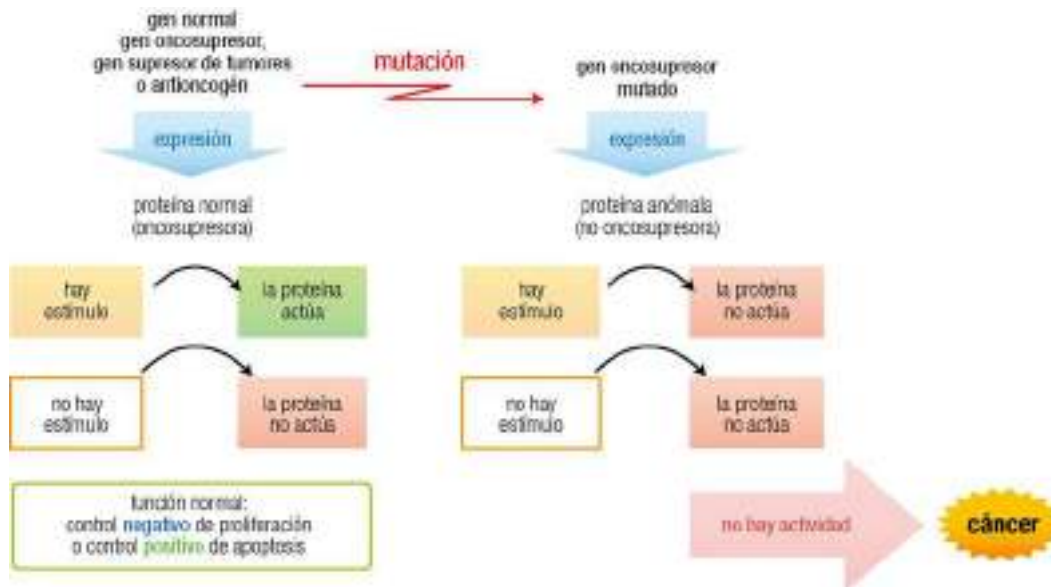 gen normal
gen oncosupresor,
gen supresor de tumores
o antioncogén
mutación
gen oncosupresor
mutado
expresión
expresión
proteína normal
(oncosupresora)
proteína anómala
(no oncosupresora)
hay
estímulo
la proteína
actúa
hay
estímulo
la proteína
no actúa
no hay
estímulo
la proteína
no actúa
no hay
estímulo
la proteína
no actúa
función normal:
control negativo de proliferación
o control positivo de apoptosis
no hay actividad
cáncer